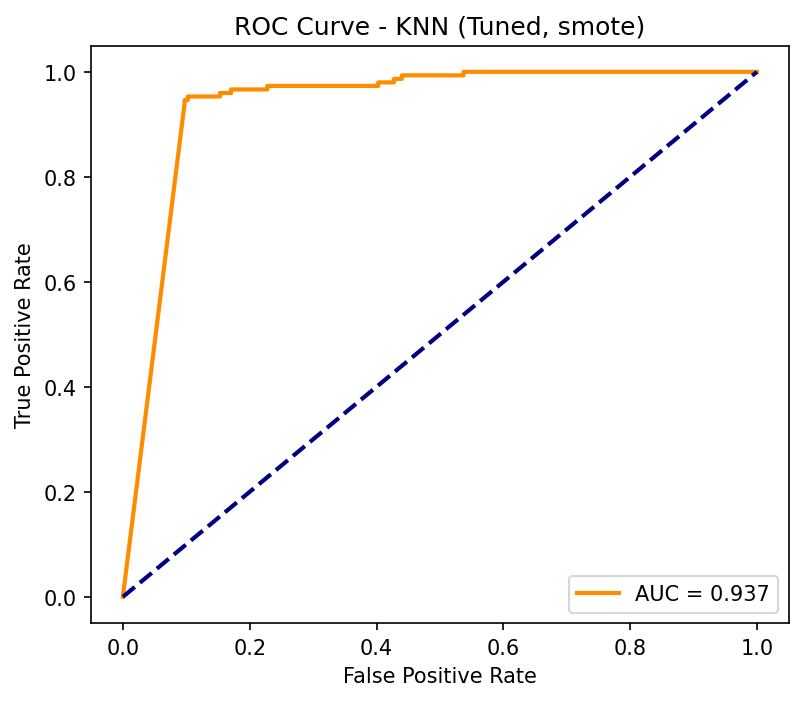 ROC Curve - KNN (Tuned, smote)
True Positive Rate
1.0
0.8
0.6
0.4
0.2
0.0
AUC = 0.937
0.0 0.2 0.4 0.6 0.8 1.0
False Positive Rate